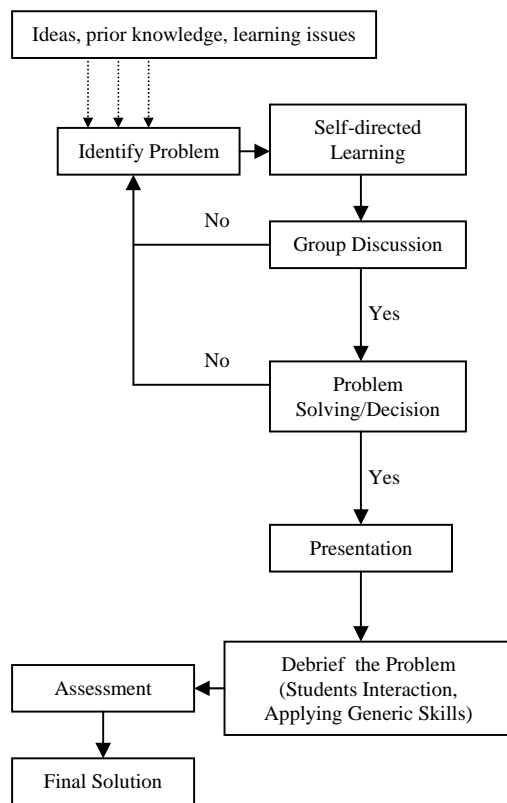 Ideas, prior knowledge, learning issues
Identify Problem
Self-directed
Learning
No
Group Discussion
Yes
No
Problem
Solving/Decision
Yes
Presentation
Debrief the Problem
(Students Interaction,
Applying Generic Skills)
Assessment
Final Solution